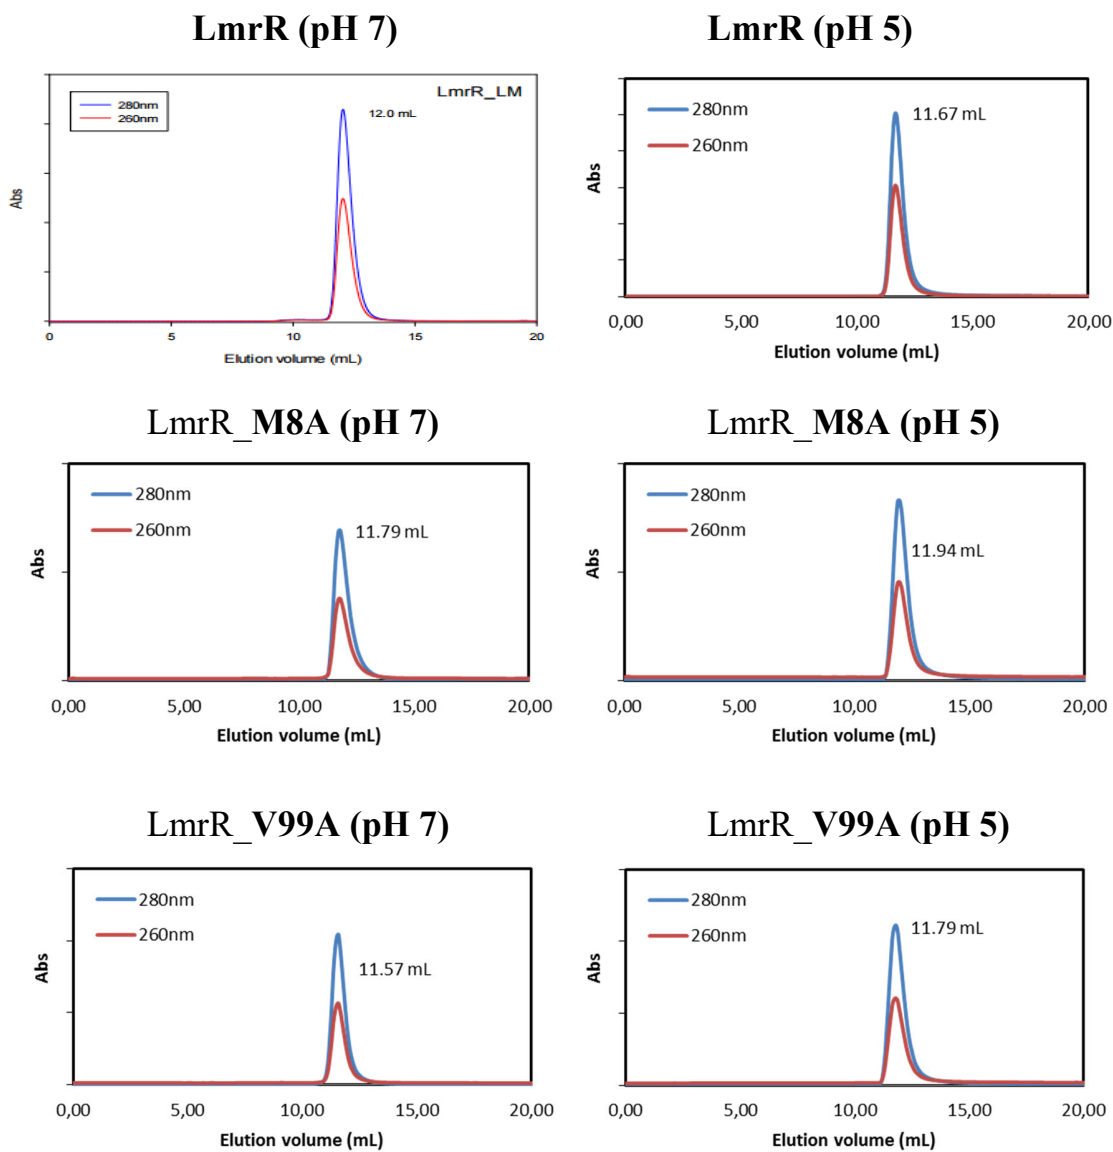 LmrR (pH 7)
LmrR (pH 5)
280nm
260nm
LmrR_LM
12.0 mL
Abs
0 5 10 15 20
Elution volume (mL)
280nm
260nm
11.67 mL
Abs
0,00 5,00 10,00 15,00 20,00
Elution volume (mL)
LmrR_M8A (pH 7)
LmrR_M8A (pH 5)
280nm
260nm
11.79 mL
Abs
0,00 5,00 10,00 15,00 20,00
Elution volume (mL)
280nm
260nm
11.94 mL
Abs
0,00 5,00 10,00 15,00 20,00
Elution volume (mL)
LmrR_V99A (pH 7)
LmrR_V99A (pH 5)
280nm
260nm
11.57 mL
Abs
0,00 5,00 10,00 15,00 20,00
Elution volume (mL)
280nm
260nm
11.79 mL
Abs
0,00 5,00 10,00 15,00 20,00
Elution volume (mL)